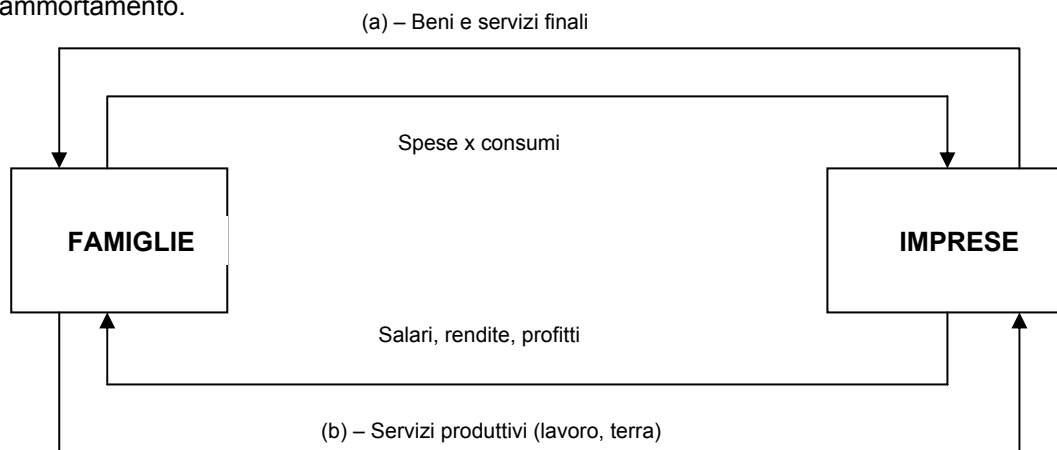 ammortamento.
(a) – Beni e servizi finali
Spese x consumi
FAMIGLIE
IMPRESE
Salari, rendite, profitti
(b) – Servizi produttivi (lavoro, terra)